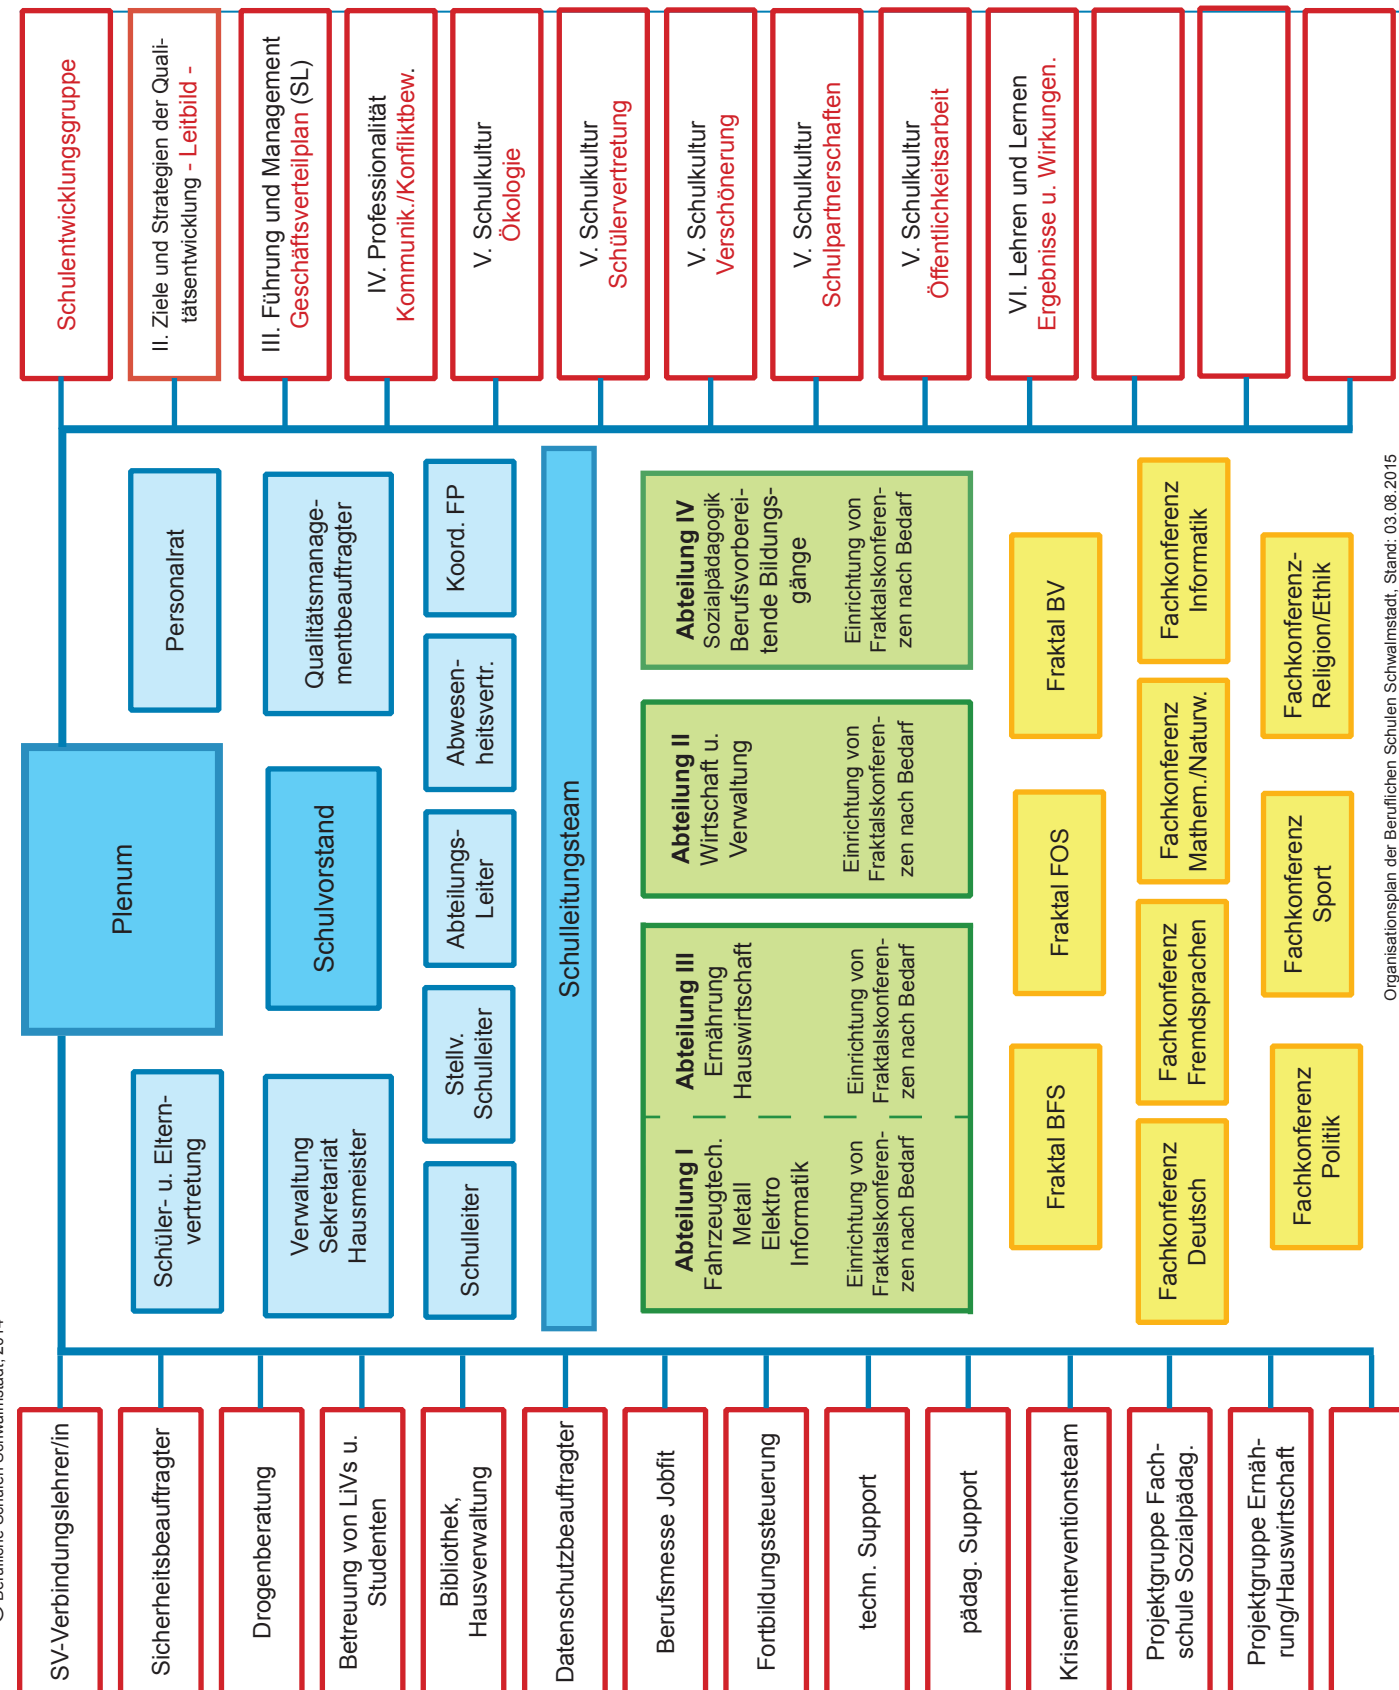 © Berufliche Schulen Schwalmstadt, 2014
SV-Verbindungslehrer/in
Sicherheitsbeauftragter
Drogenberatung
Betreuung von LiVs u.
Studenten
Bibliothek,
Hausverwaltung
Datenschutzbeauftragter
Berufsmesse Jobfit
Fortbildungssteuerung
techn. Support
pädag. Support
Kriseninterventionsteam
Projektgruppe Fach-
schule Sozialpädag.
Projektgruppe Ernäh-
rung/Hauswirtschaft
Plenum
Schüler- u. Eltern-
vertretung
Personalrat
Verwaltung
Sekretariat
Hausmeister
Schulvorstand
Qualitätsmanage-
mentbeauftragter
Schulleiter
Stellv.
Schulleiter
Abteilungs-
Leiter
Abwesen-
heitsvertr.
Koord. FP
Schulleitungsteam
Abteilung I
Fahrzeugtech.
Metall
Elektro
Informatik
Einrichtung von
Fraktalskonferen-
zen nach Bedarf
Abteilung III
Ernährung
Hauswirtschaft
Einrichtung von
Fraktalskonferen-
zen nach Bedarf
Abteilung II
Wirtschaft u.
Verwaltung
Einrichtung von
Fraktalskonferen-
zen nach Bedarf
Abteilung IV
Sozialpädagogik
Berufsvorberei-
tende Bildungs-
gänge
Einrichtung von
Fraktalskonferen-
zen nach Bedarf
Fraktal BFS
Fraktal FOS
Fraktal BV
Fachkonferenz
Deutsch
Fachkonferenz
Fremdsprachen
Fachkonferenz
Mathem./Naturw.
Fachkonferenz
Informatik
Fachkonferenz
Politik
Fachkonferenz
Sport
Fachkonferenz-
Religion/Ethik
Schulentwicklungsgruppe
II. Ziele und Strategien der Quali-
tätsentwicklung - Leitbild -
III. Führung und Management
Geschäftsverteilplan (SL)
IV. Professionalität
Kommunik./Konfliktbew.
V. Schulkultur
Ökologie
V. Schulkultur
Schülervertretung
V. Schulkultur
Verschönerung
V. Schulkultur
Schulpartnerschaften
V. Schulkultur
Öffentlichkeitsarbeit
VI. Lehren und Lernen
Ergebnisse u. Wirkungen.
Organisationsplan der Beruflichen Schulen Schwalmstadt, Stand: 03.08.2015